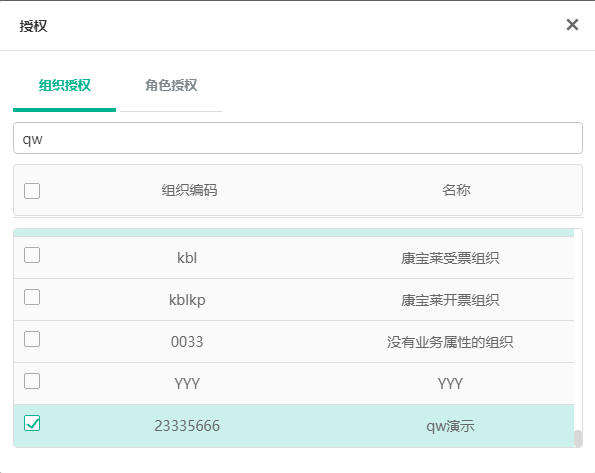 授权
组织授权 角色授权
qw
组织编码 名称
kbl 康宝莱受票组织
kblkp 康宝莱开票组织
0033 没有业务属性的组织
YYY YYY
23335666 qw演示